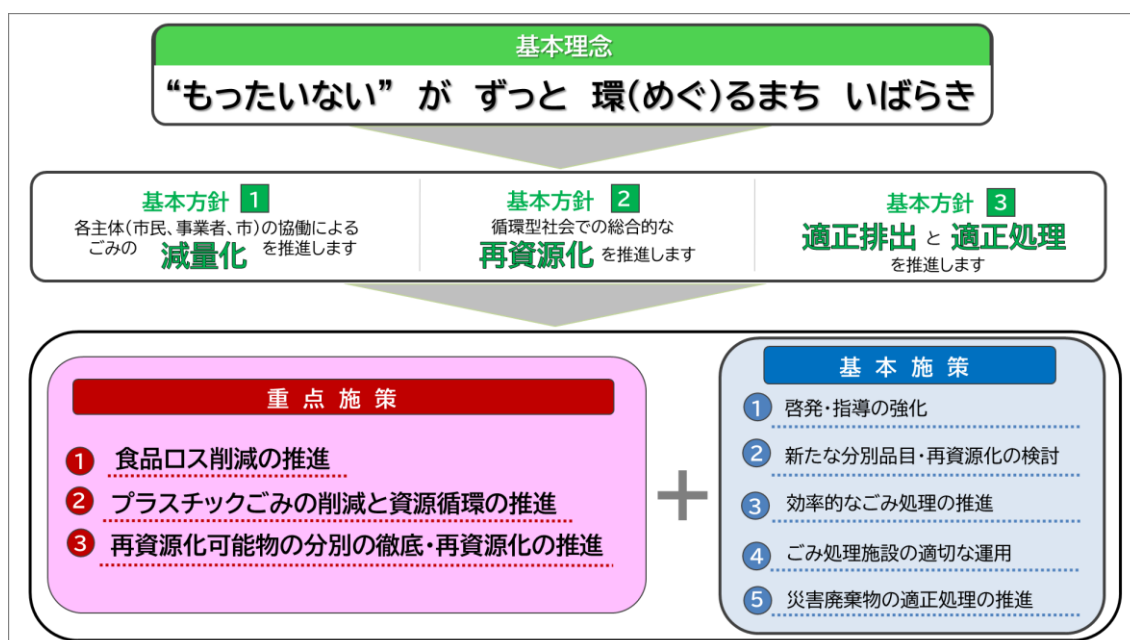 基本理念
“もったいない” が ずっと 環(めぐ)るまち いばらき
基本方針 1
各主体(市民、事業者、市)の協働による
ごみの 減量化 を推進します
基本方針 2
循環型社会での総合的な
再資源化 を推進します
基本方針 3
適正排出 と 適正処理
を推進します
重点施策
1 食品ロス削減の推進
2 プラスチックごみの削減と資源循環の推進
3 再資源化可能物の分別の徹底・再資源化の推進
+
基本施策
1 啓発・指導の強化
2 新たな分別品目・再資源化の検討
3 効率的なごみ処理の推進
4 ごみ処理施設の適切な運用
5 災害廃棄物の適正処理の推進